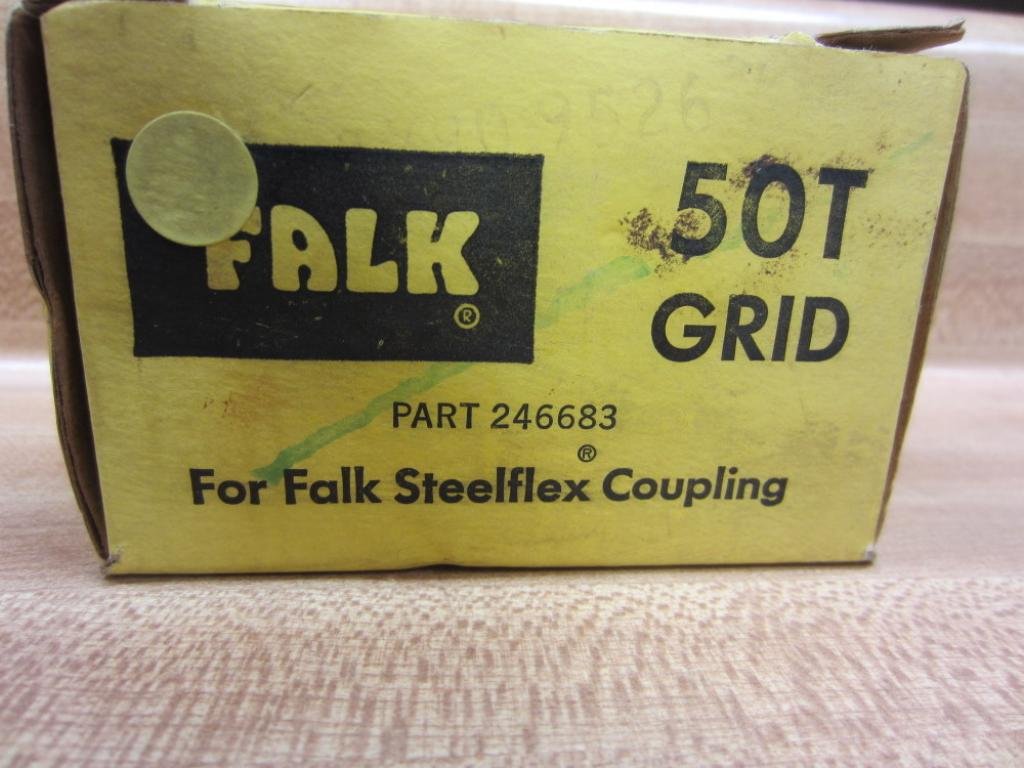 FALK
®
50T
GRID
PART 246683
For Falk Steelflex® Coupling